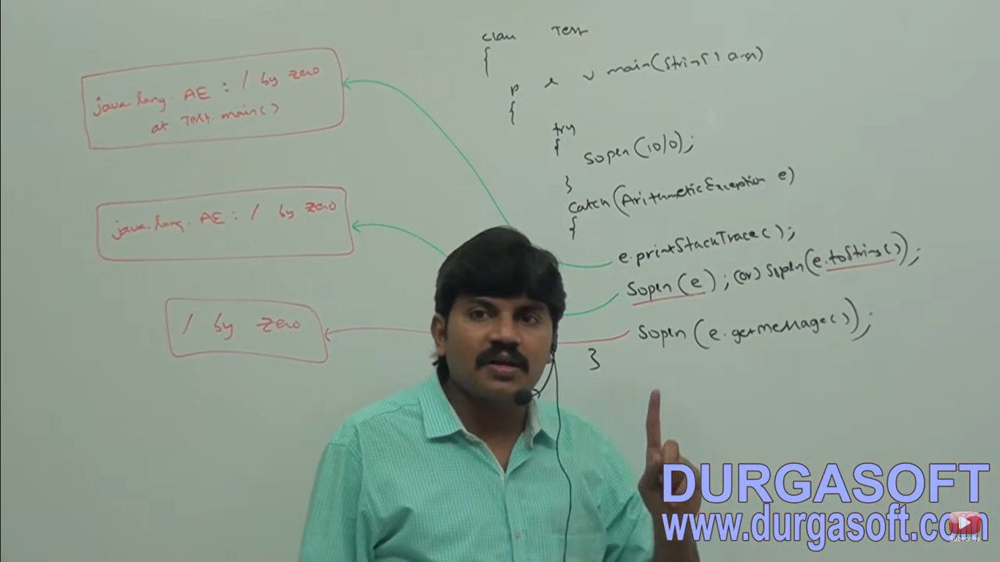 java.lang. AE : / by zero
at Test.main()
java.lang. AE : / by zero
/ by zero
class Test
{
p s v main(String[] args)
{
try
{
Sopln(10/0);
}
catch(ArithmeticException e)
{
e.printStackTrace();
Sopln(e); (or) Sopln(e.toString());
Sopln(e.getMessage());
}
DURGASOFT
www.durgasoft.com
Subscribe